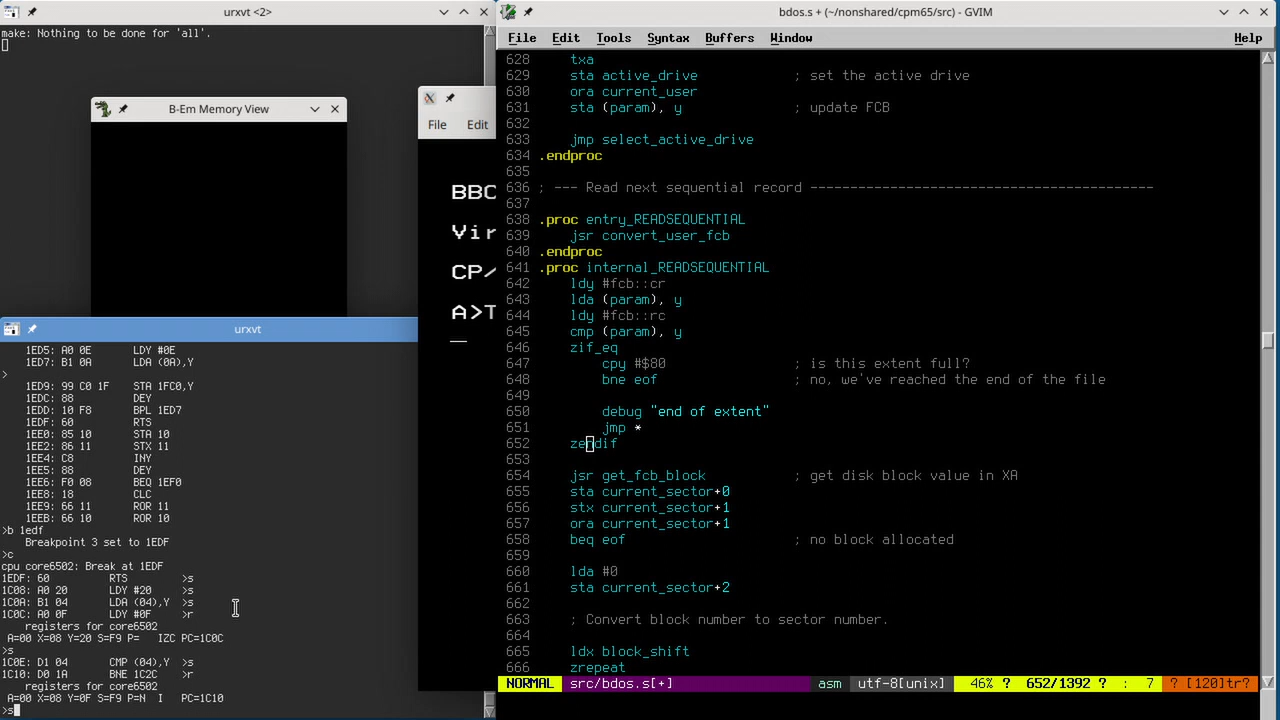 urxvt <2>
make: Nothing to be done for 'all'.
B-Em Memory View
File Edit
BBC
Vir
CP/
A>T
urxvt
1ED5: A0 0E LDY #0E
1ED7: B1 0A LDA (0A),Y
>
1ED9: 99 C0 1F STA 1FC0,Y
1EDC: 88 DEY
1EDD: 10 F8 BPL 1ED7
1EDF: 60 RTS
1EE0: 85 10 STA 10
1EE2: 86 11 STX 11
1EE4: C8 INY
1EE5: 88 DEY
1EE6: F0 08 BEQ 1EF0
1EE8: 18 CLC
1EE9: 66 11 ROR 11
1EEB: 66 10 ROR 10
>b 1edf
Breakpoint 3 set to 1EDF
>c
cpu core6502: Break at 1EDF
1EDF: 60 RTS >s
1C08: A0 20 LDY #20 >s
1C0A: B1 04 LDA (04),Y >s
1C0C: A0 0F LDY #0F >r
registers for core6502
A=00 X=08 Y=20 S=F9 P= IZC PC=1C0C
>s
1C0E: D1 04 CMP (04),Y >s
1C10: D0 1A BNE 1C2C >r
registers for core6502
A=00 X=08 Y=0F S=F9 P=N I PC=1C10
>s
bdos.s + (~/nonshared/cpm65/src) - GVIM
File Edit Tools Syntax Buffers Window Help
628 txa
629 sta active_drive ; set the active drive
630 ora current_user
631 sta (param), y ; update FCB
632
633 jmp select_active_drive
634 .endproc
635
636 ; --- Read next sequential record --------------------------------------------
637
638 .proc entry_READSEQUENTIAL
639 jsr convert_user_fcb
640 .endproc
641 .proc internal_READSEQUENTIAL
642 ldy #fcb::cr
643 lda (param), y
644 ldy #fcb::rc
645 cmp (param), y
646 zif_eq
647 cpy #$80 ; is this extent full?
648 bne eof ; no, we've reached the end of the file
649
650 debug "end of extent"
651 jmp *
652 zendif
653
654 jsr get_fcb_block ; get disk block value in XA
655 sta current_sector+0
656 stx current_sector+1
657 ora current_sector+1
658 beq eof ; no block allocated
659
660 lda #0
661 sta current_sector+2
662
663 ; Convert block number to sector number.
664
665 ldx block_shift
666 zrepeat
NORMAL src/bdos.s[+] asm utf-8[unix] 46% ? 652/1392 ? : 7 ? [120]tr?